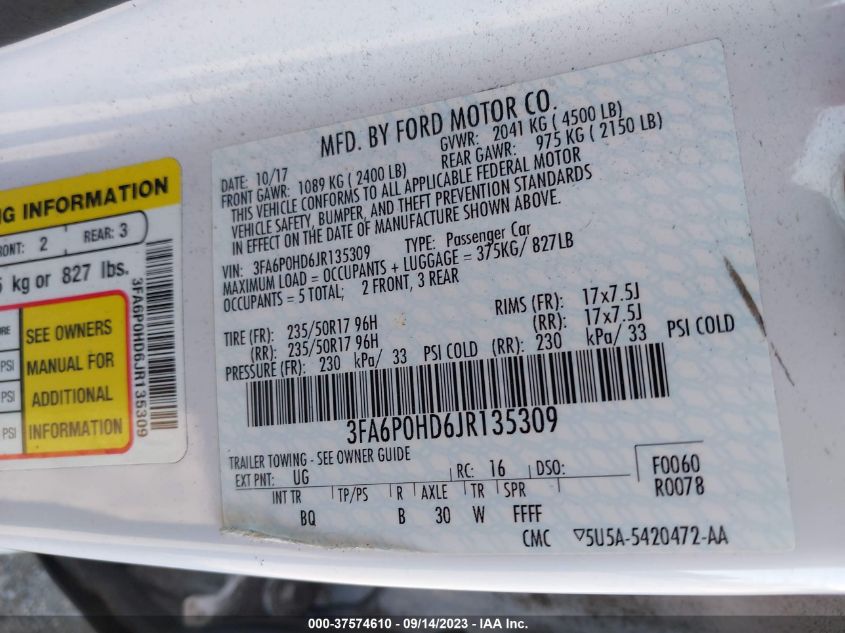 MFD. BY FORD MOTOR CO.
DATE: 10/17
GVWR: 2041 KG ( 4500 LB)
FRONT GAWR: 1089 KG ( 2400 LB)
REAR GAWR: 975 KG ( 2150 LB)
THIS VEHICLE CONFORMS TO ALL APPLICABLE FEDERAL MOTOR
VEHICLE SAFETY, BUMPER, AND THEFT PREVENTION STANDARDS
IN EFFECT ON THE DATE OF MANUFACTURE SHOWN ABOVE.
VIN: 3FA6P0HD6JR135309 TYPE: Passenger Car
MAXIMUM LOAD = OCCUPANTS + LUGGAGE = 375KG/ 827LB
OCCUPANTS = 5 TOTAL; 2 FRONT, 3 REAR
TIRE (FR): 235/50R17 96H RIMS (FR): 17x7.5J
(RR): 235/50R17 96H (RR): 17x7.5J
PRESSURE (FR): 230 kPa/ 33 PSI COLD (RR): 230 kPa/ 33 PSI COLD
3FA6P0HD6JR135309
TRAILER TOWING - SEE OWNER GUIDE
EXT PNT: UG RC: 16 DSO: F0060
R0078
INT TR TP/PS R AXLE TR SPR
BQ B 30 W FFFF
CMC ▽5U5A-5420472-AA
NG INFORMATION
RONT: 2 REAR: 3
5 kg or 827 lbs.
SEE OWNERS
PSI MANUAL FOR
PSI ADDITIONAL
PSI INFORMATION
3FA6P0HD6JR135309
000-37574610 - 09/14/2023 - IAA Inc.